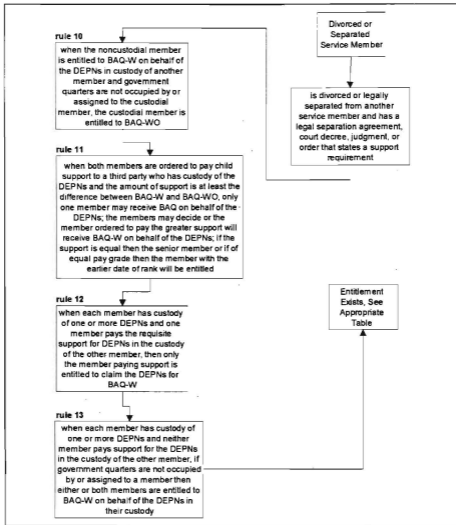 rule 10
when the noncustodial member
is entitled to BAQ-W on behalf of
the DEPNs in custody of another
member and government
quarters are not occupied by or
assigned to the custodial
member, the custodial member is
entitled to BAQ-WO
Divorced or
Separated
Service Member
is divorced or legally
separated from another
service member and has a
legal separation agreement,
court decree, judgment, or
order that states a support
requirement
rule 11
when both members are ordered to pay child
support to a third party who has custody of the
DEPNs and the amount of support is at least the
difference between BAQ-W and BAQ-WO, only
one member may receive BAQ on behalf of the
DEPNs; the members may decide or the
member ordered to pay the greater support will
receive BAQ-W on behalf of the DEPNs; if the
support is equal then the senior member or if of
equal pay grade then the member with the
earlier date of rank will be entitled
rule 12
when each member has custody
of one or more DEPNs and one
member pays the requisite
support for DEPNs in the custody
of the other member, then only
the member paying support is
entitled to claim the DEPNs for
BAQ-W
Entitlement
Exists, See
Appropriate
Table
rule 13
when each member has custody of
one or more DEPNs and neither
member pays support for the DEPNs
in the custody of the other member, if
government quarters are not occupied
by or assigned to a member then
either or both members are entitled to
BAQ-W on behalf of the DEPNs in
their custody